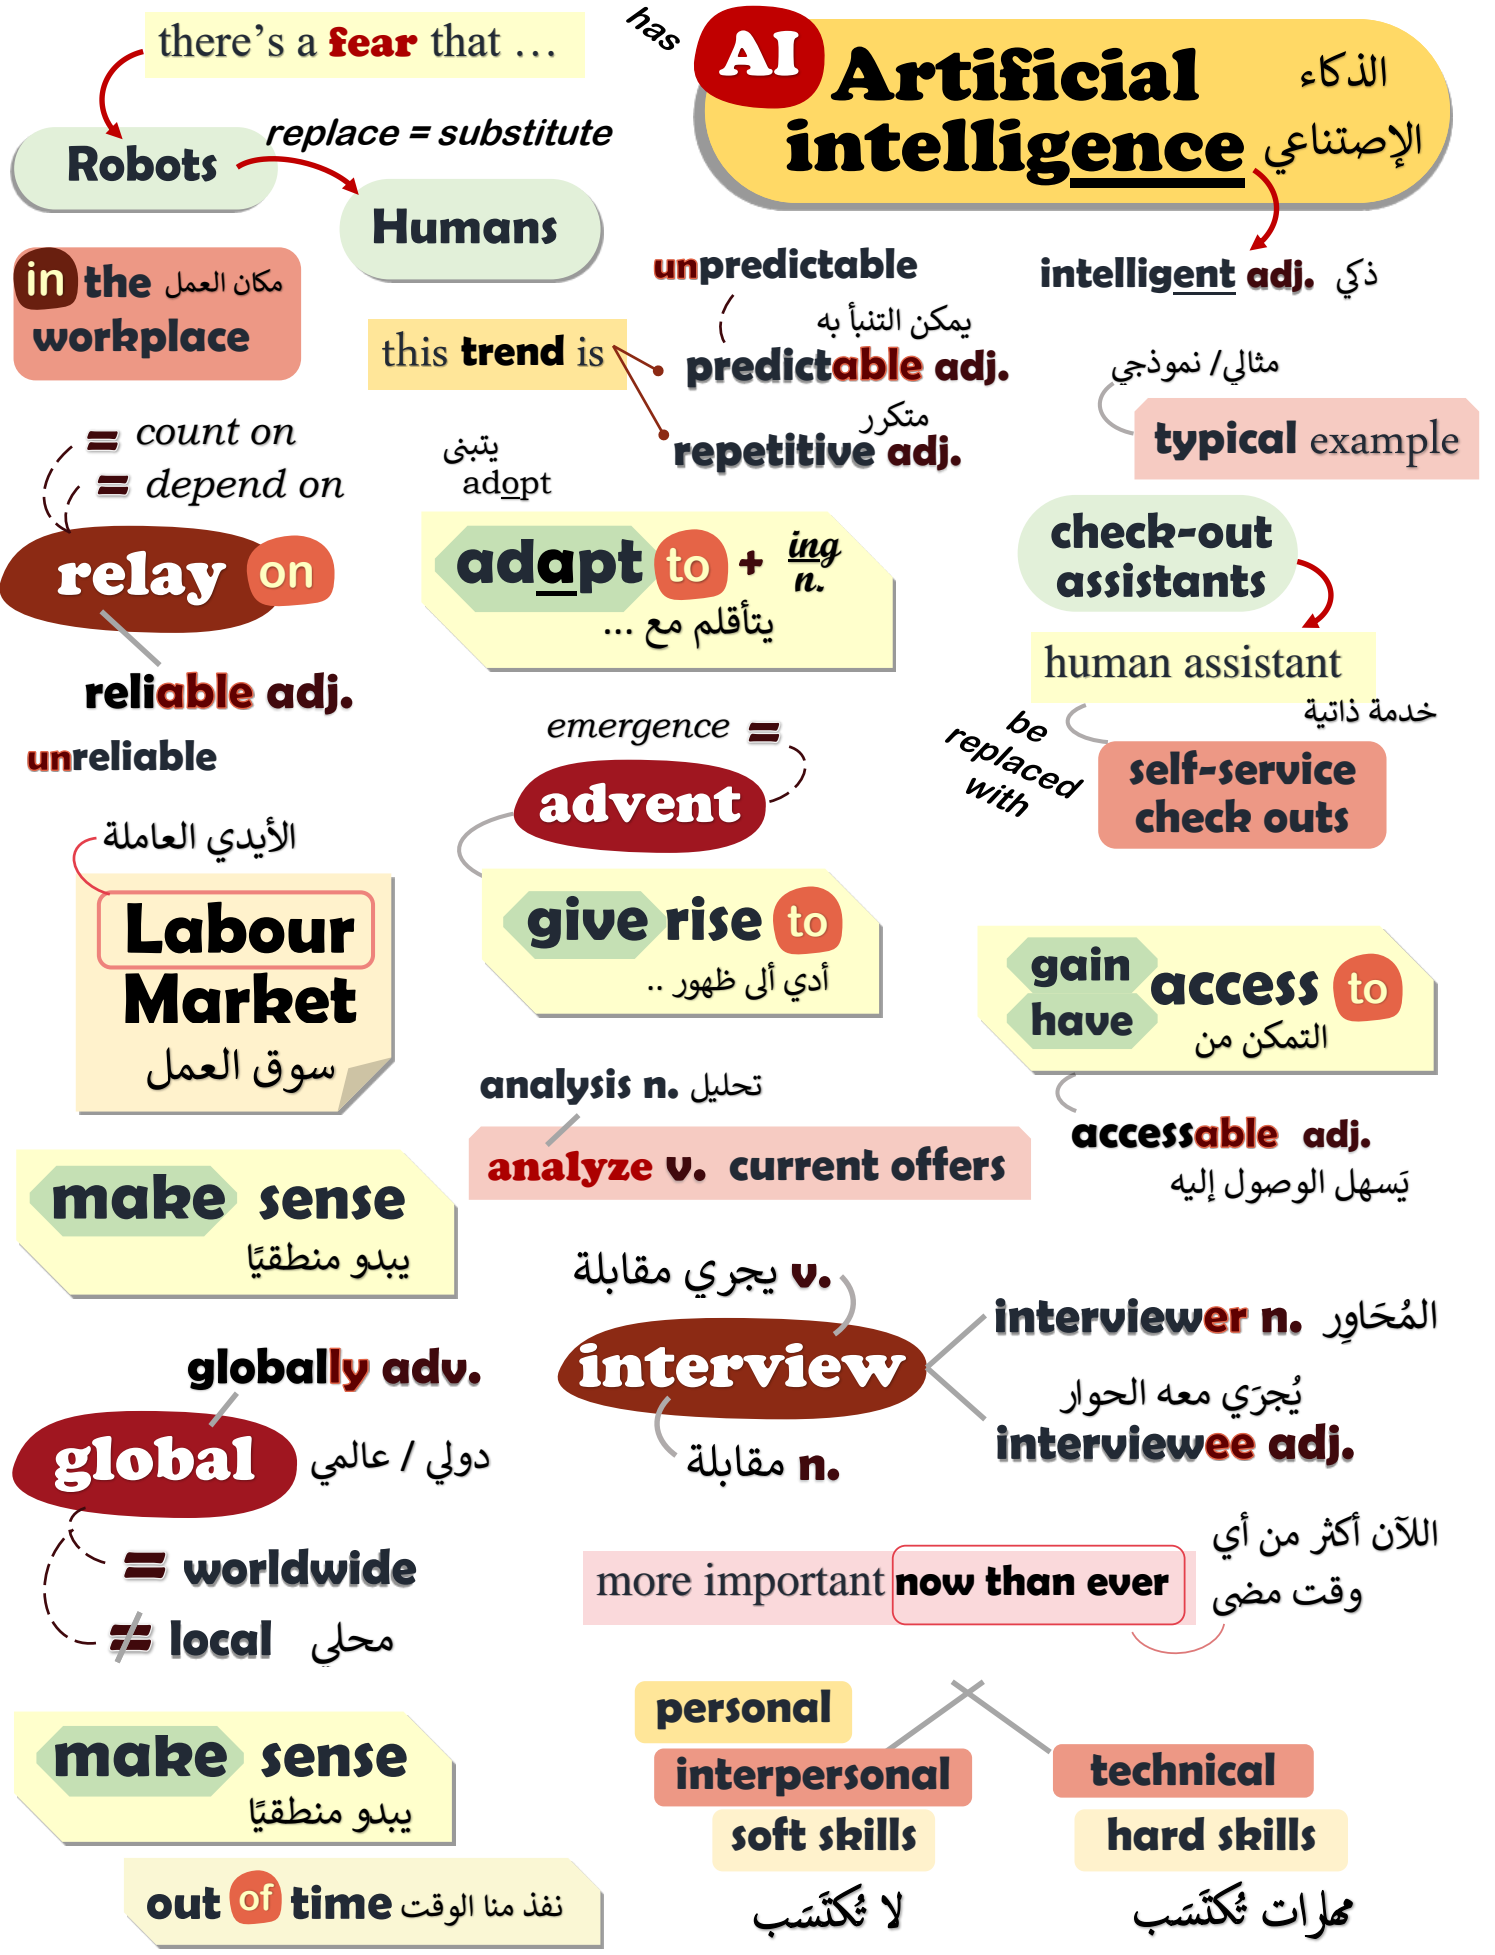 there's a fear that ...
Robots
replace = substitute
Humans
in the مكان العمل
workplace
has
AI
Artificial
intelligence
الذكاء
الإصتناعي
intelligent adj. ذكي
unpredictable
يمكن التنبأ به
this trend is
predictable adj.
متكرر
repetitive adj.
مثالي/ نموذجي
typical example
= count on
= depend on
relay on
reliable adj.
unreliable
يتبنى
adopt
adapt to + ing
n.
يتأقلم مع ...
check-out
assistants
human assistant
be
replaced
with
خدمة ذاتية
self-service
check outs
emergence =
advent
give rise to
أدي ألى ظهور ..
الأيدي العاملة
Labour
Market
سوق العمل
gain
have
access to
التمكن من
accessable adj.
يَسهل الوصول إليه
analysis n. تحليل
analyze v. current offers
make sense
يبدو منطقيًا
يجري مقابلة v.
interview
مقابلة n.
interviewer n. المُحَاوِر
يُجرَي معه الحوار
interviewee adj.
globally adv.
global
دولي / عالمي
= worldwide
≠ local محلي
more important now than ever
اللآن أكثر من أي
وقت مضى
make sense
يبدو منطقيًا
out of time نفذ منا الوقت
personal
interpersonal
soft skills
لا تُكتَسَب
technical
hard skills
مهارات تُكتَسَب